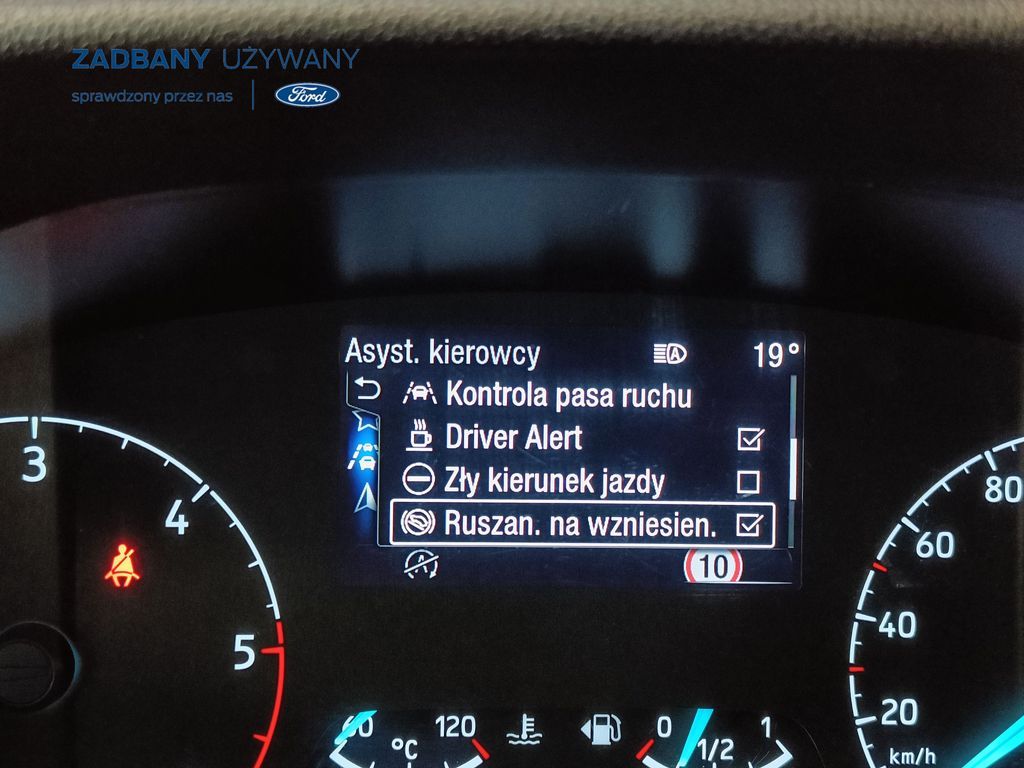 ZADBANY UŻYWANY
sprawdzony przez nas
Ford
Asyst. kierowcy
A
19°
Kontrola pasa ruchu
Driver Alert
Zły kierunek jazdy
Ruszan. na wzniesien.
A
10
3
4
5
60
120
°C
0
1/2
1
80
60
40
20
km/h